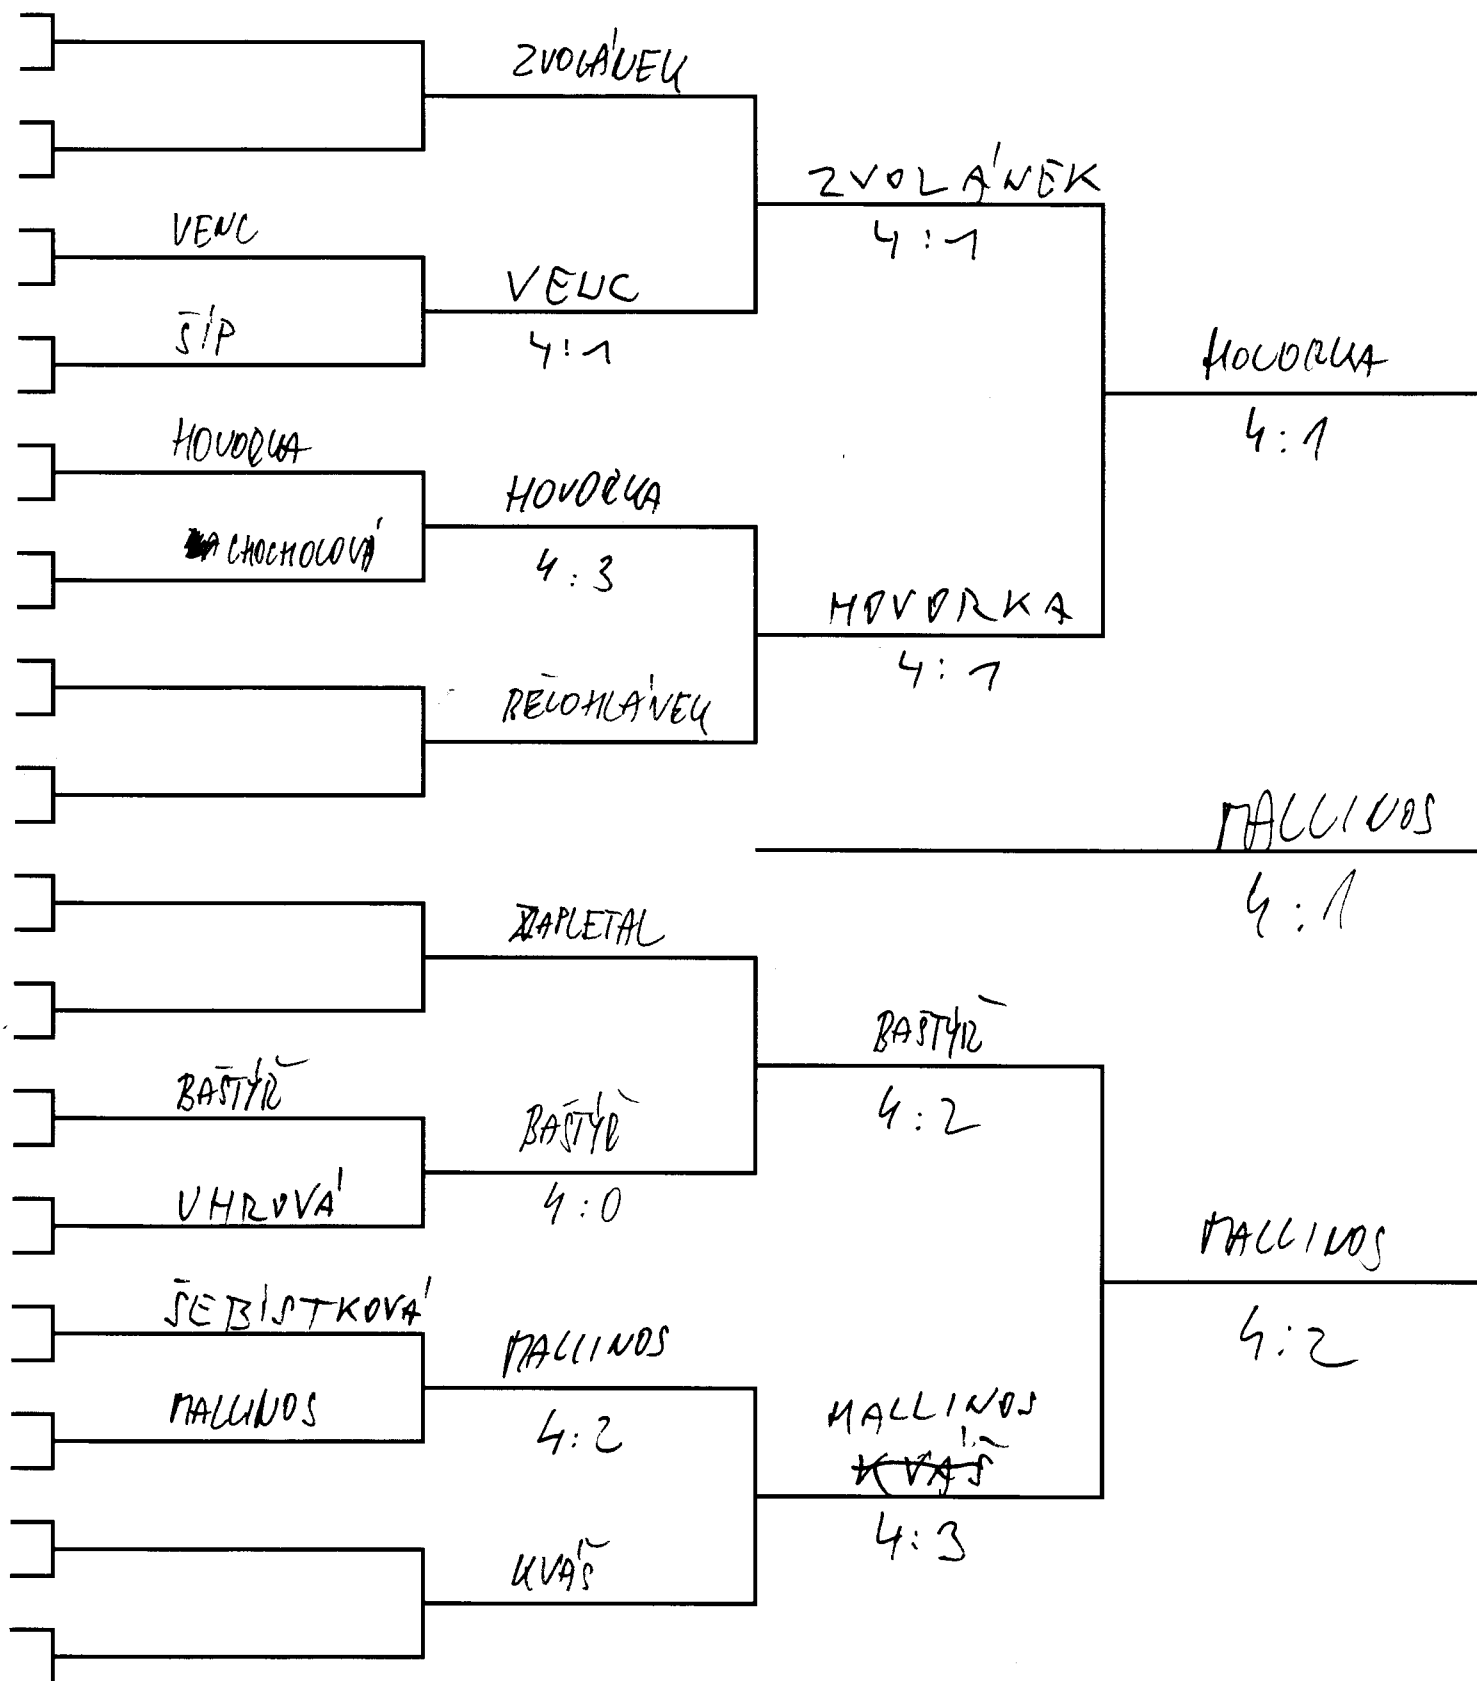 ZVOLÁNEK
ZVOLÁNEK
4:1
VENC
VENC
4:1
ŠÍP
HOVORKA
4:1
HOVORKA
HOVORKA
4:3
CHOCHOLOVÁ
HOVORKA
4:1
BĚLOHLÁVEK
MALLINOS
4:1
ZAPLETAL
BAŠTÝŘ
4:2
BAŠTÝŘ
BAŠTÝŘ
4:0
UHROVÁ
MALLINOS
4:2
ŠEBÍSTKOVÁ
MALLINOS
4:2
MALLINOS
MALLINOS
KVÁŠ
4:3
KVÁŠ